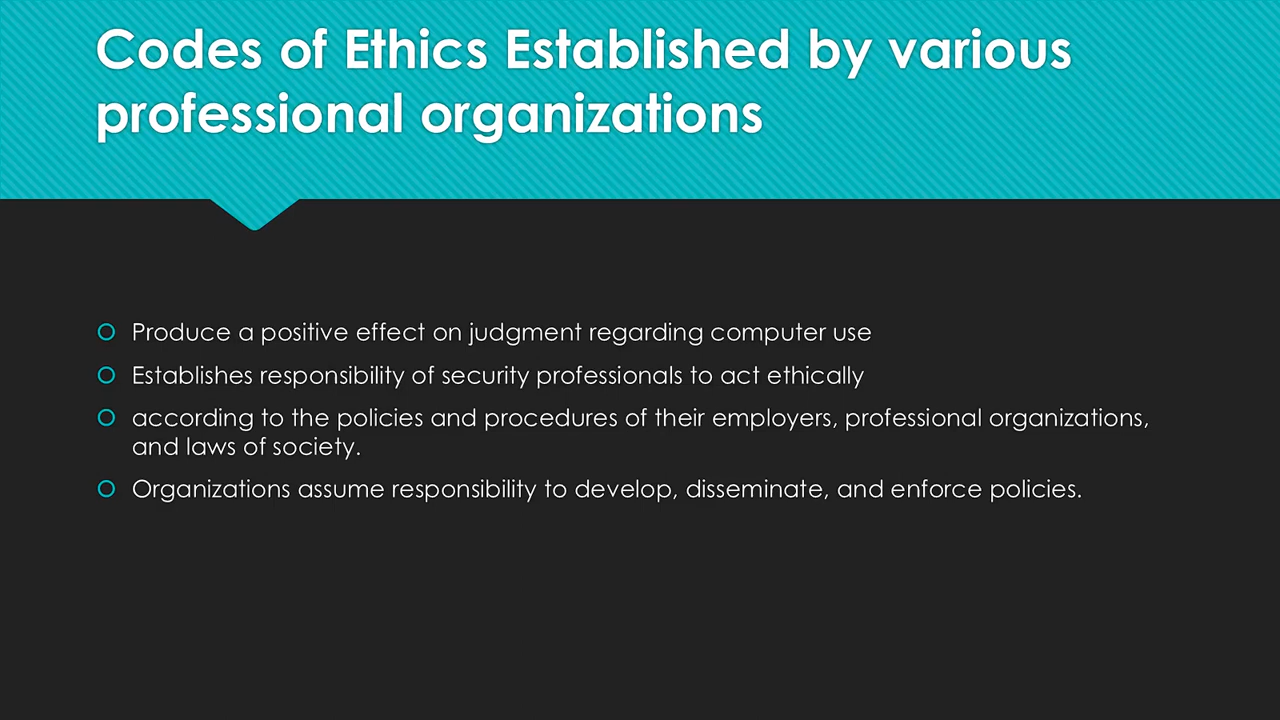 Codes of Ethics Established by various
professional organizations
Produce a positive effect on judgment regarding computer use
Establishes responsibility of security professionals to act ethically
according to the policies and procedures of their employers, professional organizations,
and laws of society.
Organizations assume responsibility to develop, disseminate, and enforce policies.